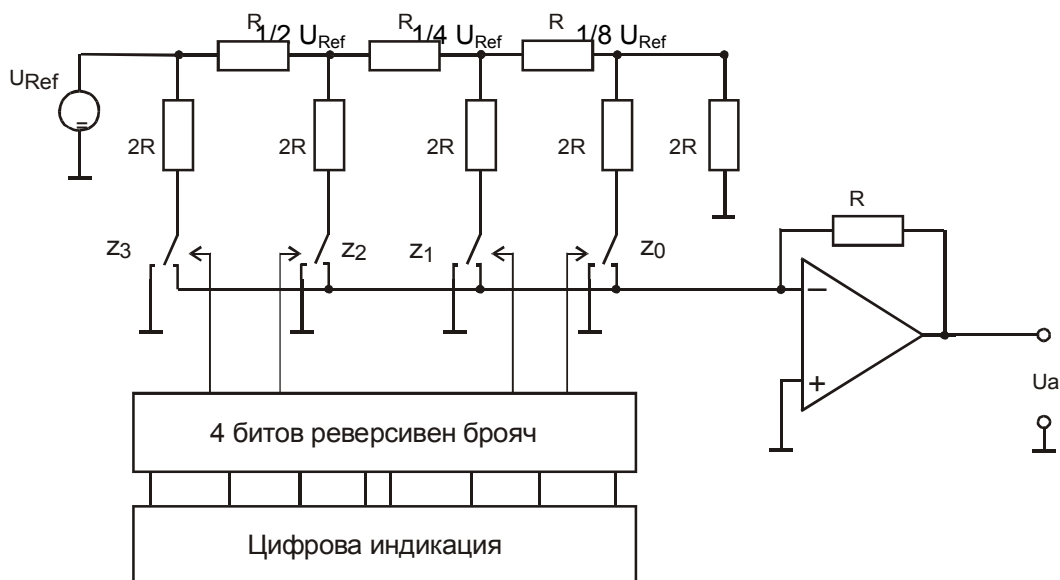 R 1/2 U_Ref R 1/4 U_Ref R 1/8 U_Ref
U_Ref
=
2R 2R 2R 2R 2R
R
z3 z2 z1 z0
−
+
Ua
4 битов реверсивен брояч
Цифрова индикация